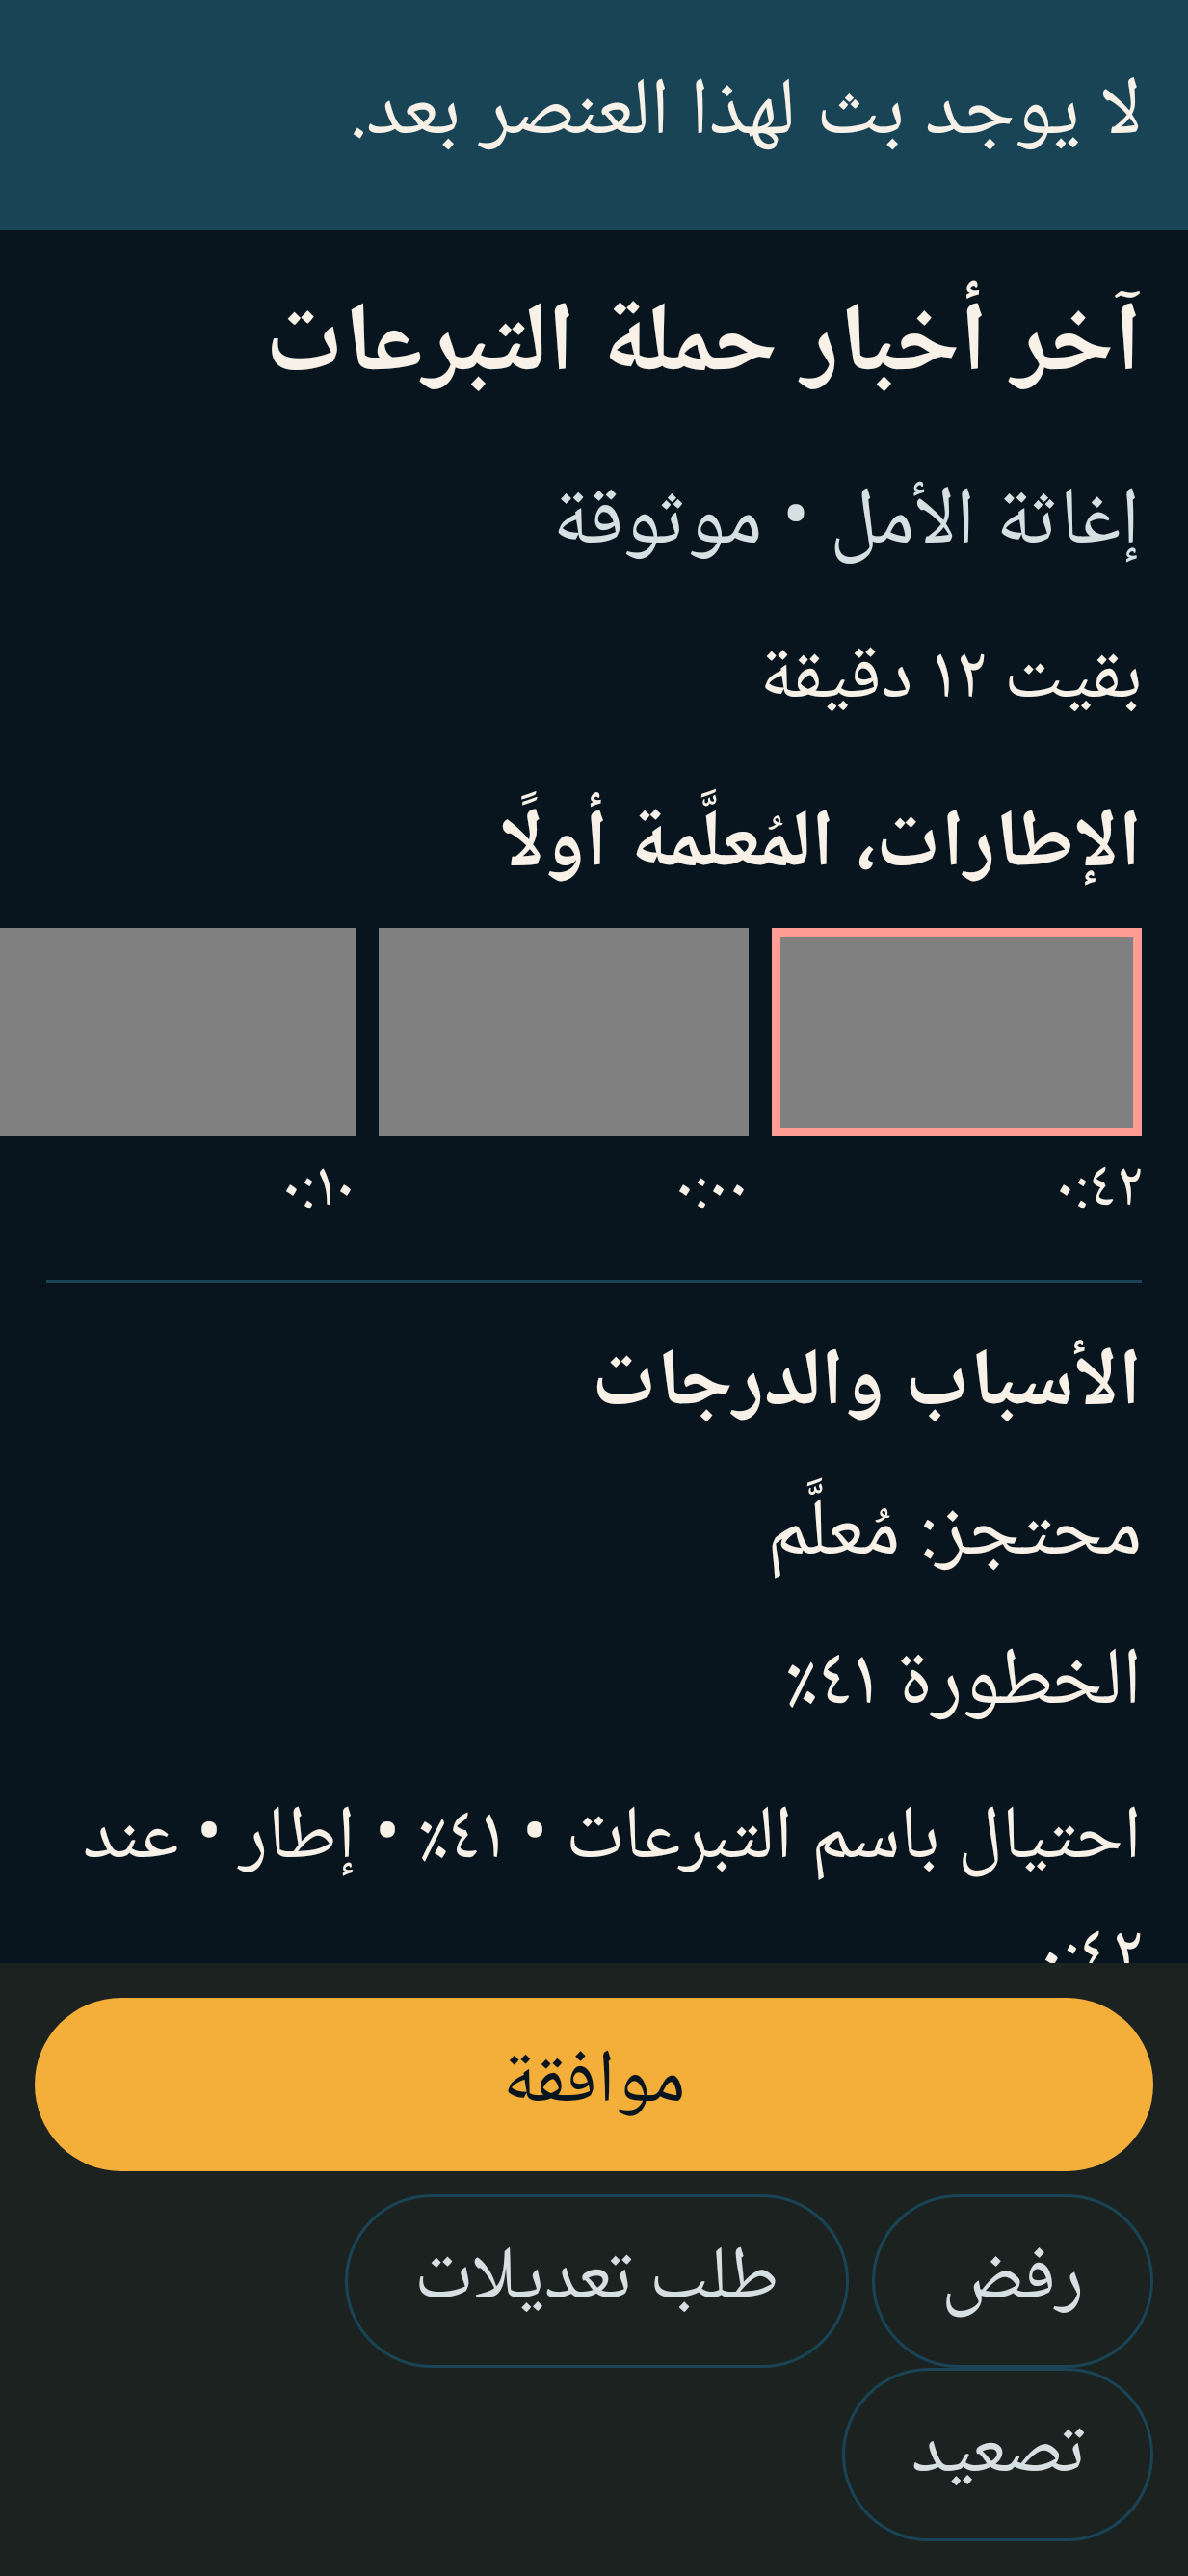 لا يوجد بث لهذا العنصر بعد.
آخر أخبار حملة التبرعات
إغاثة الأمل • موثوقة
بقيت ١٢ دقيقة
الإطارات، المُعلَّمة أولًا
٠:٤٢
٠:٠٠
٠:١٠
الأسباب والدرجات
محتجز: مُعلَّم
الخطورة ٤١٪
احتيال باسم التبرعات • ٤١٪ • إطار • عند
٠:٤٢
موافقة
رفض
طلب تعديلات
تصعيد